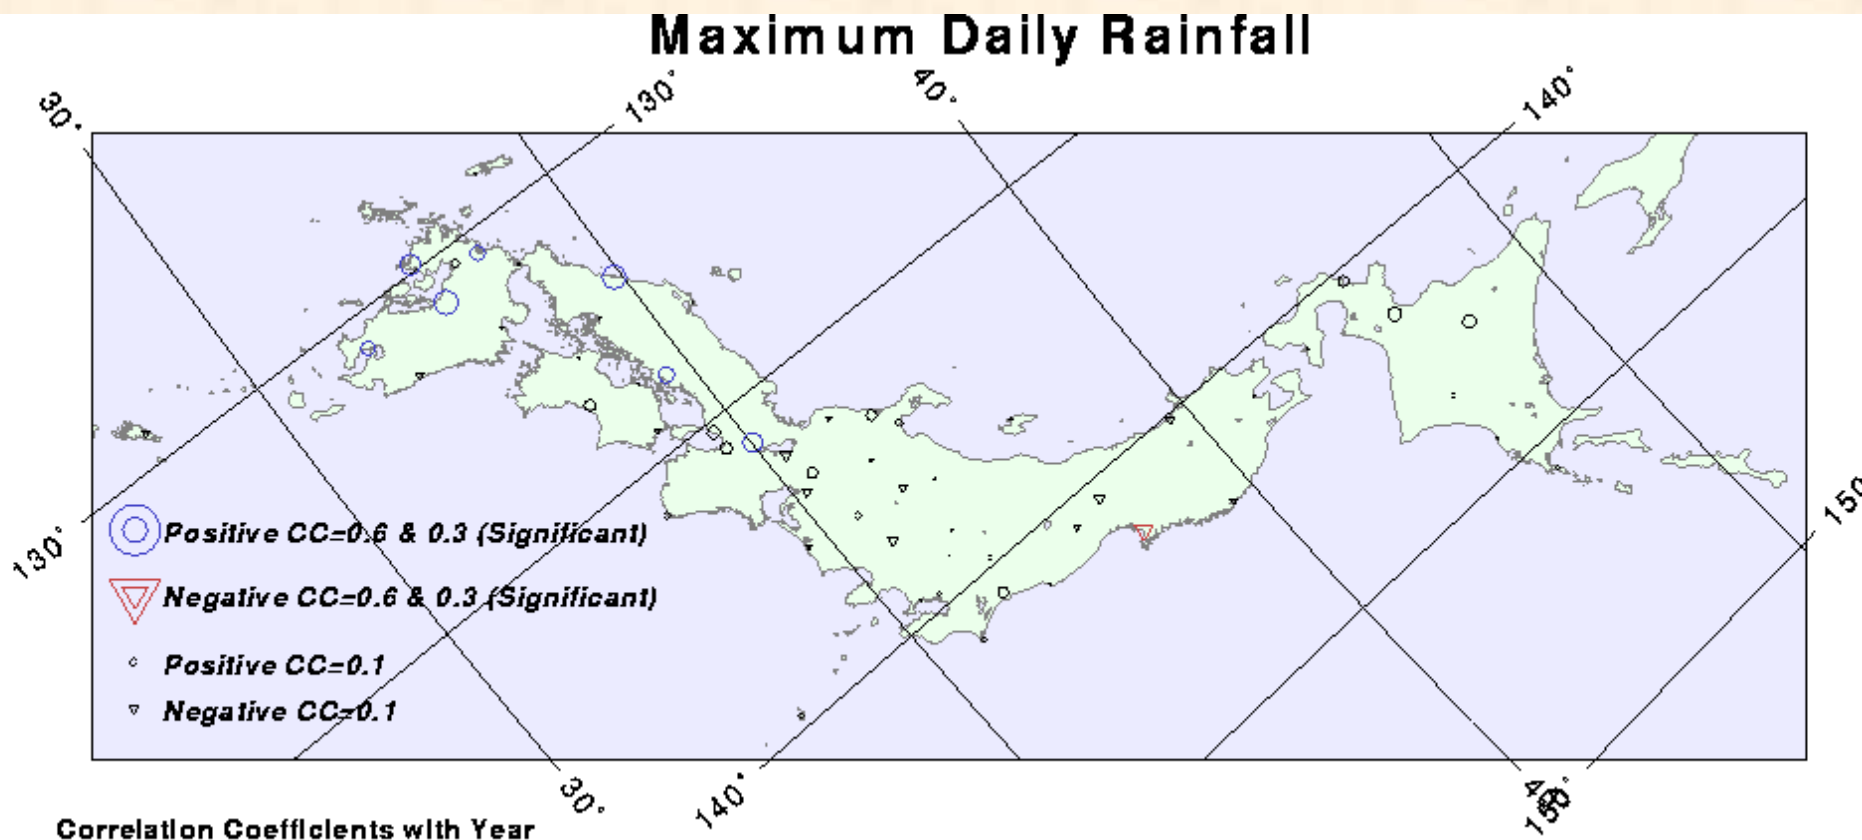 Maximum Daily Rainfall
30°
130°
40°
140°
130°
150
Positive CC=0.6 & 0.3 (Significant)
Negative CC=0.6 & 0.3 (Significant)
Positive CC=0.1
Negative CC=0.1
30°
140°
150°
Correlation Coefficients with Year